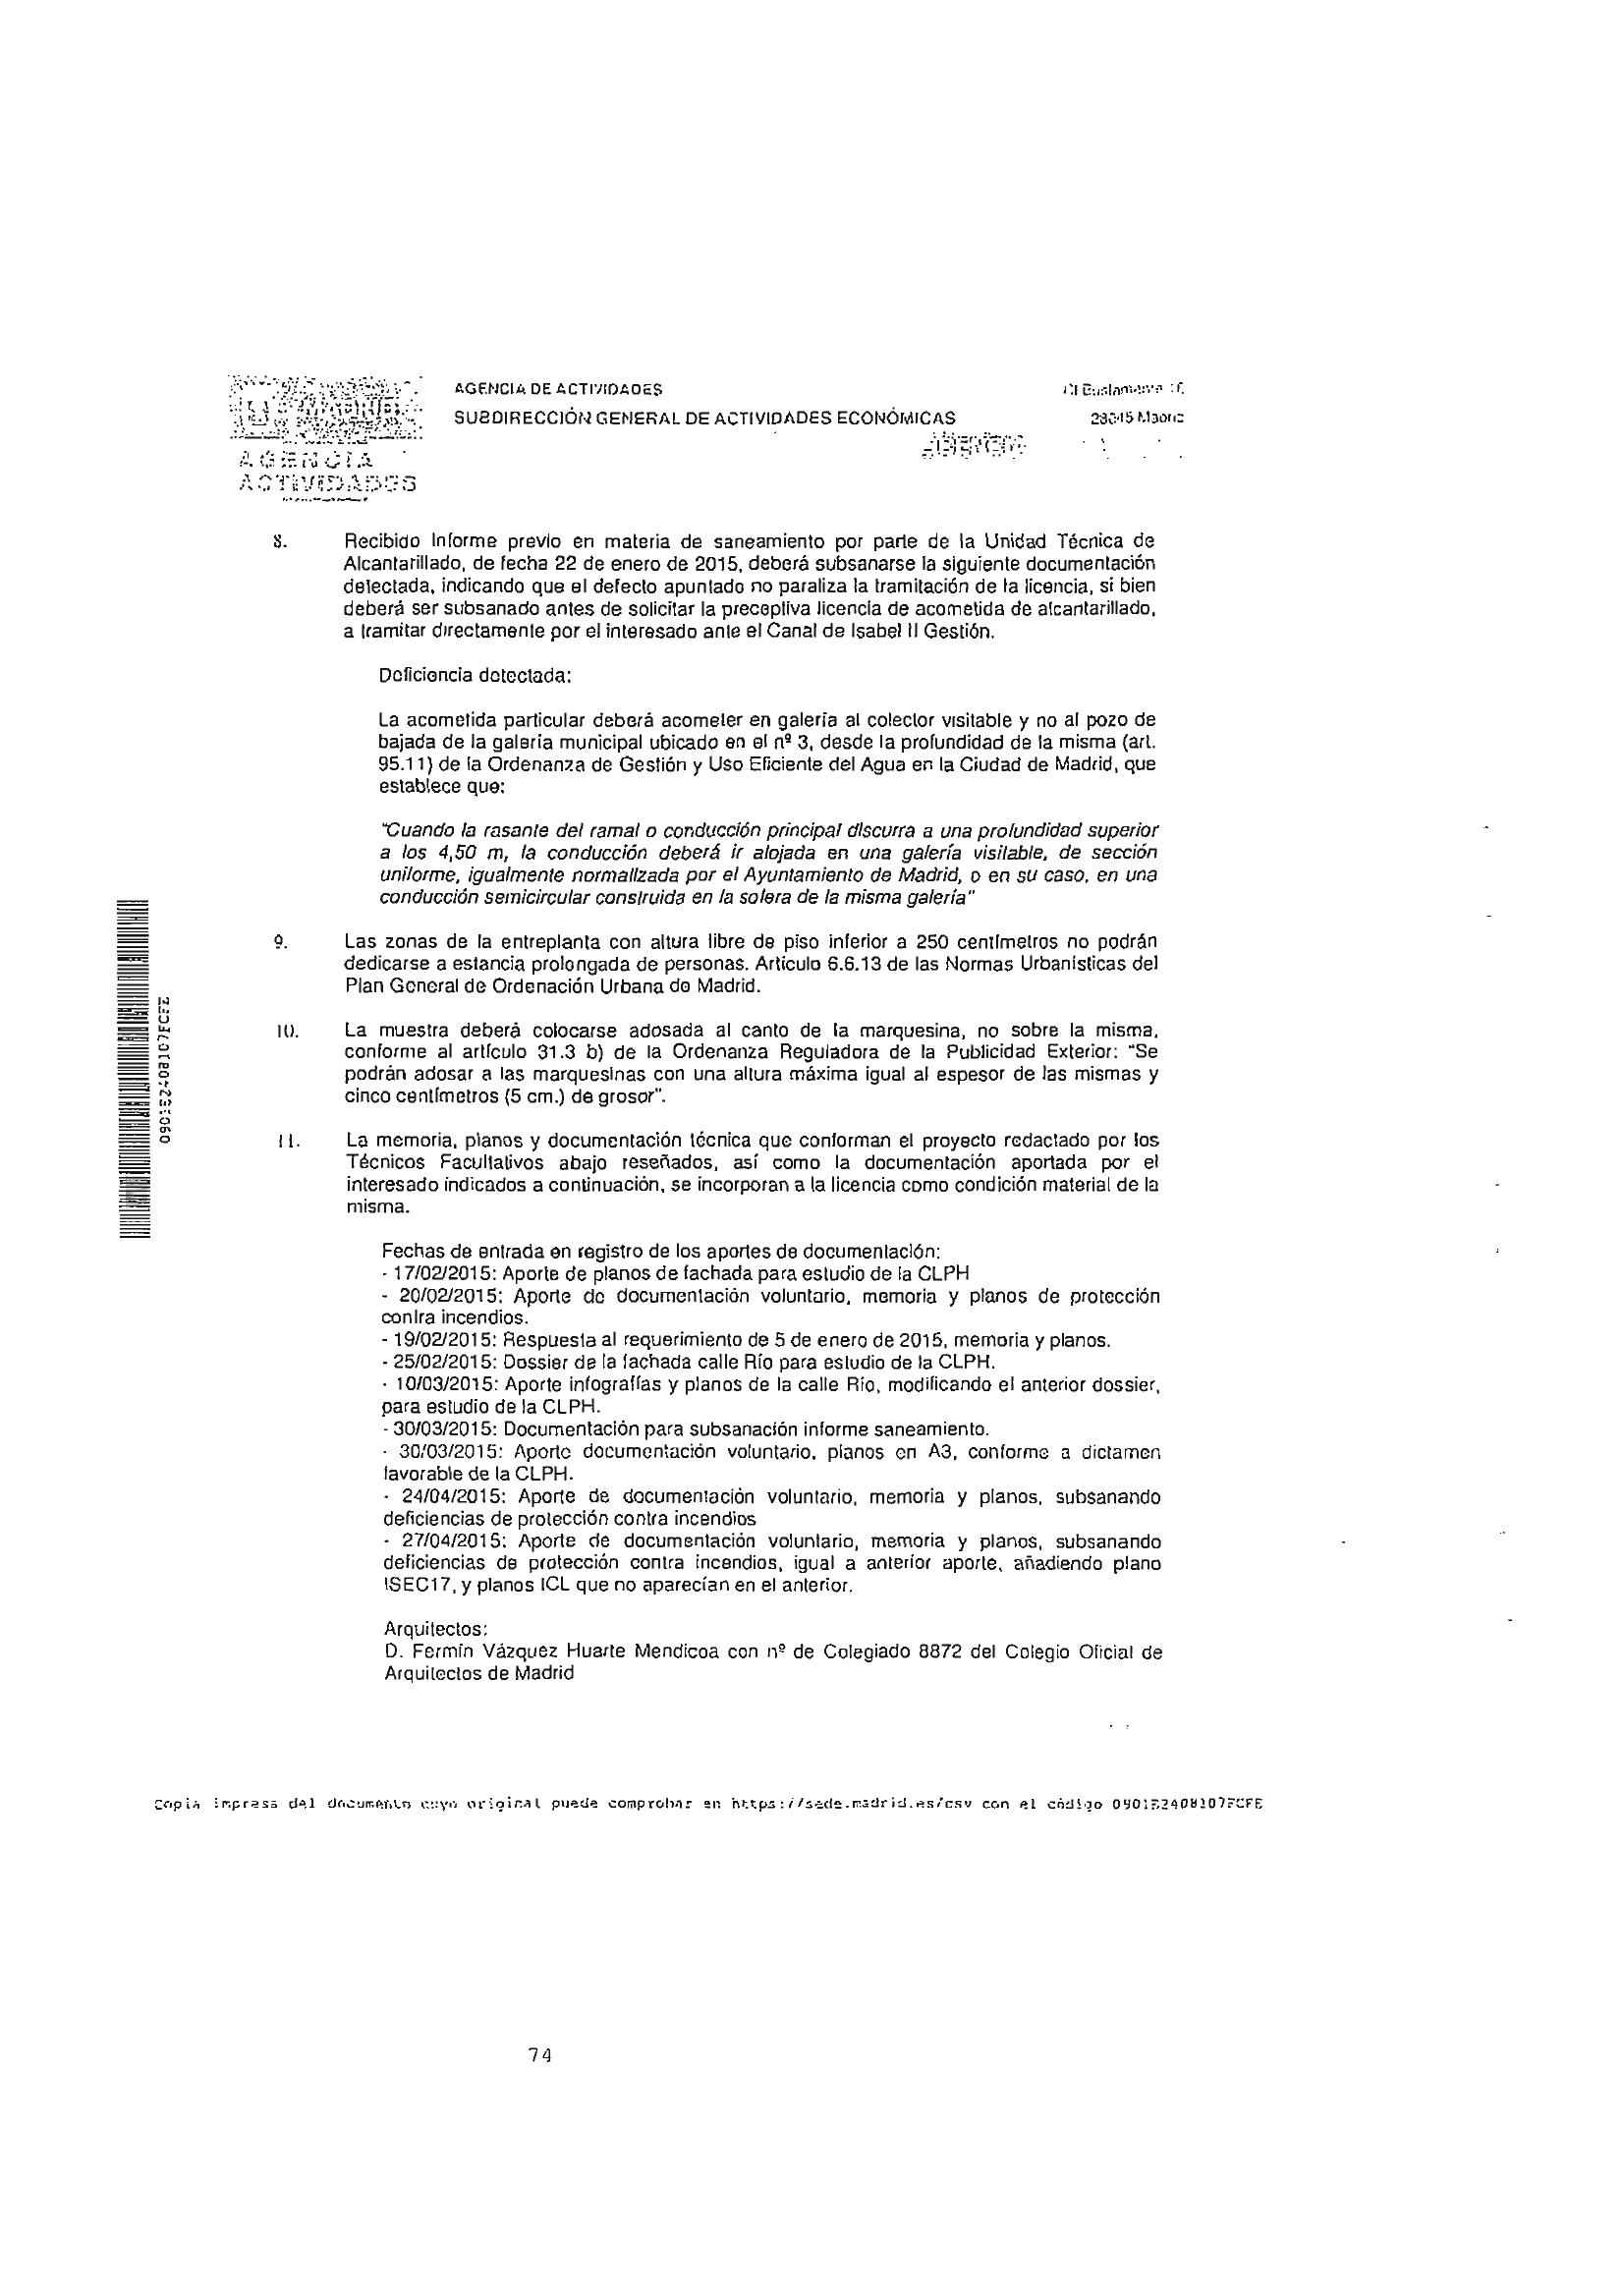 AGENCIA DE ACTIVIDADES
SUBDIRECCIÓN GENERAL DE ACTIVIDADES ECONÓMICAS
MADRID
AGENCIA
ACTIVIDADES
8. Recibido Informe previo en materia de saneamiento por parte de la Unidad Técnica de
Alcantarillado, de fecha 22 de enero de 2015, deberá subsanarse la siguiente documentación
detectada, indicando que el defecto apuntado no paraliza la tramitación de la licencia, si bien
deberá ser subsanado antes de solicitar la preceptiva licencia de acometida de alcantarillado,
a tramitar directamente por el interesado ante el Canal de Isabel II Gestión.
Deficiencia detectada:
La acometida particular deberá acometer en galería al colector visitable y no al pozo de
bajada de la galería municipal ubicado en el nº 3, desde la profundidad de la misma (art.
95.11) de la Ordenanza de Gestión y Uso Eficiente del Agua en la Ciudad de Madrid, que
establece que:
"Cuando la rasante del ramal o conducción principal discurra a una profundidad superior
a los 4,50 m, la conducción deberá ir alojada en una galería visitable, de sección
uniforme, igualmente normalizada por el Ayuntamiento de Madrid, o en su caso, en una
conducción semicircular construida en la solera de la misma galería"
9. Las zonas de la entreplanta con altura libre de piso inferior a 250 centímetros no podrán
dedicarse a estancia prolongada de personas. Artículo 6.6.13 de las Normas Urbanísticas del
Plan General de Ordenación Urbana de Madrid.
10. La muestra deberá colocarse adosada al canto de la marquesina, no sobre la misma,
conforme al artículo 31.3 b) de la Ordenanza Reguladora de la Publicidad Exterior: "Se
podrán adosar a las marquesinas con una altura máxima igual al espesor de las mismas y
cinco centímetros (5 cm.) de grosor".
11. La memoria, planos y documentación técnica que conforman el proyecto redactado por los
Técnicos Facultativos abajo reseñados, así como la documentación aportada por el
interesado indicados a continuación, se incorporan a la licencia como condición material de la
misma.
Fechas de entrada en registro de los aportes de documentación:
- 17/02/2015: Aporte de planos de fachada para estudio de la CLPH
- 20/02/2015: Aporte de documentación voluntario, memoria y planos de protección
contra incendios.
- 19/02/2015: Respuesta al requerimiento de 5 de enero de 2015, memoria y planos.
- 25/02/2015: Dossier de la fachada calle Río para estudio de la CLPH.
- 10/03/2015: Aporte infografías y planos de la calle Río, modificando el anterior dossier,
para estudio de la CLPH.
- 30/03/2015: Documentación para subsanación informe saneamiento.
- 30/03/2015: Aporte documentación voluntario, planos en A3, conforme a dictamen
favorable de la CLPH.
- 24/04/2015: Aporte de documentación voluntario, memoria y planos, subsanando
deficiencias de protección contra incendios
- 27/04/2015: Aporte de documentación voluntario, memoria y planos, subsanando
deficiencias de protección contra incendios, igual a anterior aporte, añadiendo plano
ISEC17, y planos ICL que no aparecían en el anterior.
Arquitectos:
D. Fermín Vázquez Huarte Mendicoa con nº de Colegiado 8872 del Colegio Oficial de
Arquitectos de Madrid
0901E2408107FCFE
Copia impresa del documento cuyo original puede comprobar en https://sede.madrid.es/csv con el código 0901E2408107FCFE
74